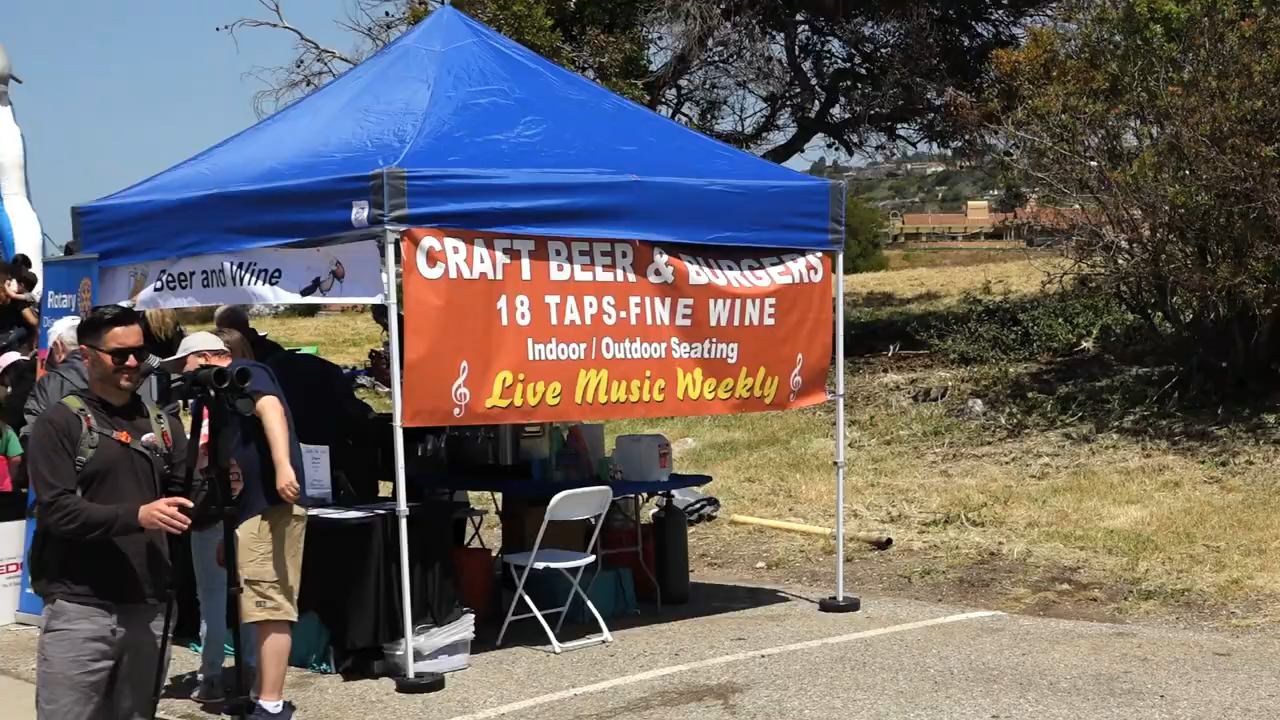 Rotary
Beer and Wine
CRAFT BEER & BURGERS
18 TAPS-FINE WINE
Indoor / Outdoor Seating
Live Music Weekly